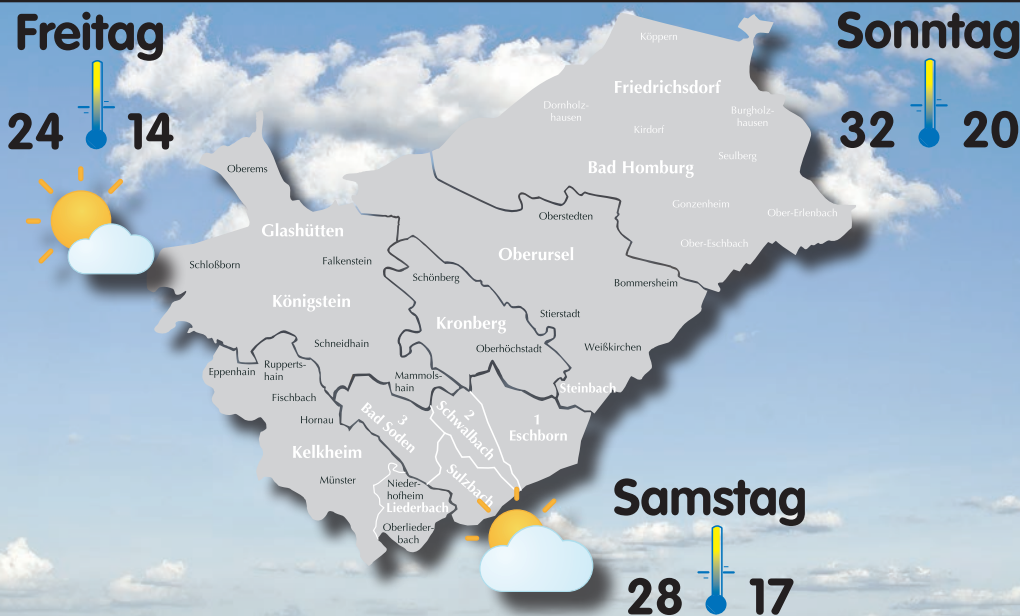 Freitag
24 14
Sonntag
32 20
Köppern
Friedrichsdorf
Dornholz-
hausen
Burgholz-
hausen
Kirdorf
Seulberg
Bad Homburg
Oberems
Gonzenheim
Ober-Erlenbach
Oberstedten
Glashütten
Ober-Eschbach
Oberursel
Schloßborn
Falkenstein
Schönberg
Bommersheim
Königstein
Stierstadt
Kronberg
Schneidhain
Oberhöchstadt
Weißkirchen
Eppenhain
Rupperts-
hain
Mammols-
hain
Steinbach
Fischbach
Hornau
3
Bad Soden
2
Schwalbach
1
Eschborn
Kelkheim
Münster
Sulzbach
Nieder-
hofheim
Liederbach
Oberlieder-
bach
Samstag
28 17